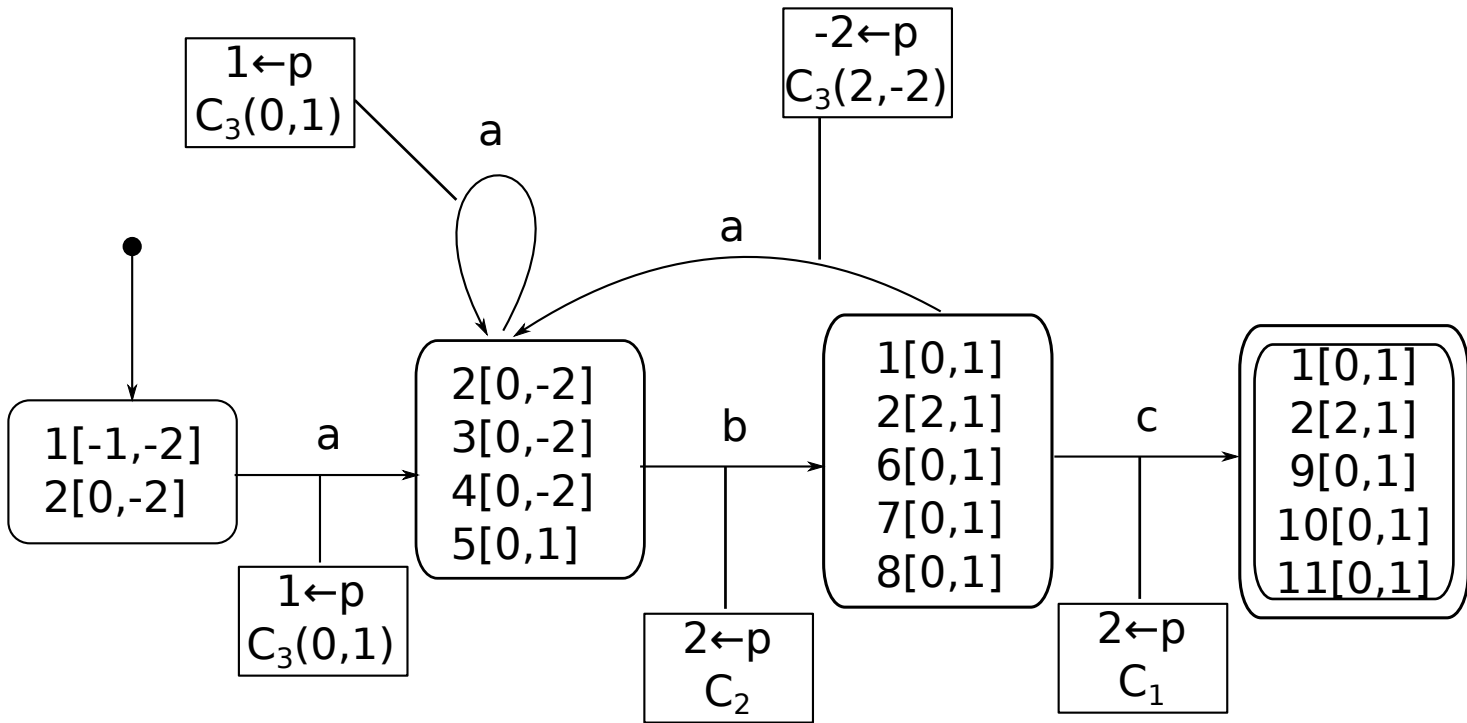 1←p
C₃(0,1)
a
-2←p
C₃(2,-2)
a
1[-1,-2]
2[0,-2]
a
1←p
C₃(0,1)
2[0,-2]
3[0,-2]
4[0,-2]
5[0,1]
b
2←p
C₂
1[0,1]
2[2,1]
6[0,1]
7[0,1]
8[0,1]
c
2←p
C₁
1[0,1]
2[2,1]
9[0,1]
10[0,1]
11[0,1]